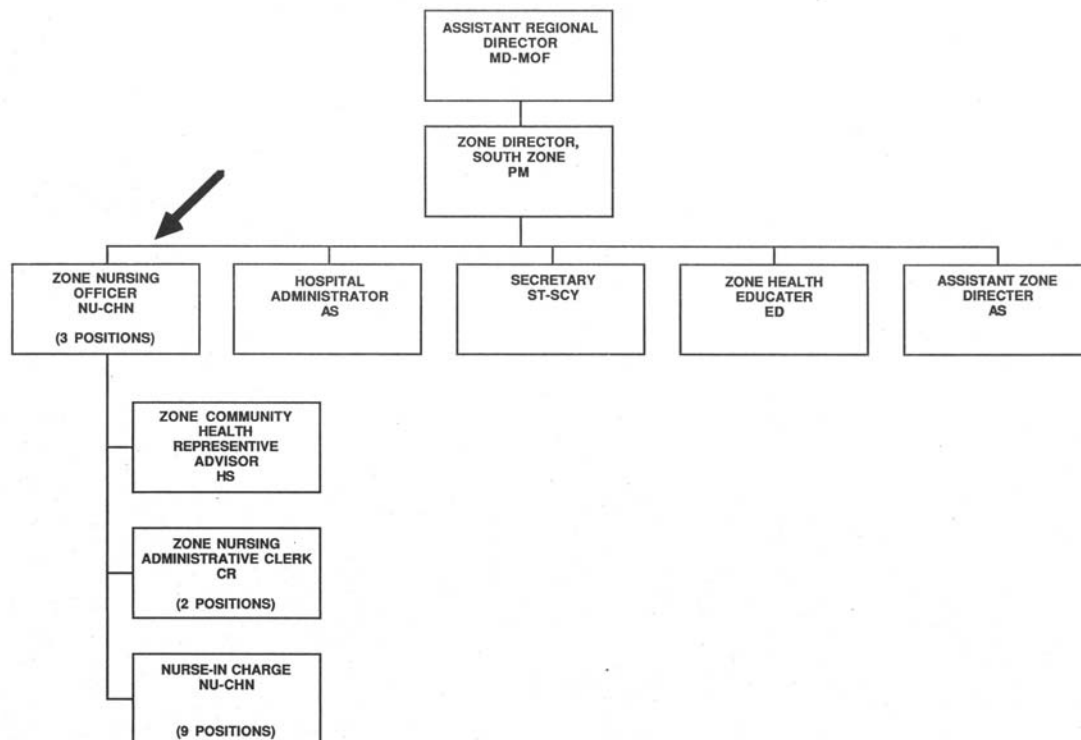 ASSISTANT REGIONAL
DIRECTOR
MD-MOF
ZONE DIRECTOR,
SOUTH ZONE
PM
ZONE NURSING
OFFICER
NU-CHN
(3 POSITIONS)
HOSPITAL
ADMINISTRATOR
AS
SECRETARY
ST-SCY
ZONE HEALTH
EDUCATER
ED
ASSISTANT ZONE
DIRECTER
AS
ZONE COMMUNITY
HEALTH
REPRESENTIVE
ADVISOR
HS
ZONE NURSING
ADMINISTRATIVE CLERK
CR
(2 POSITIONS)
NURSE-IN CHARGE
NU-CHN
(9 POSITIONS)